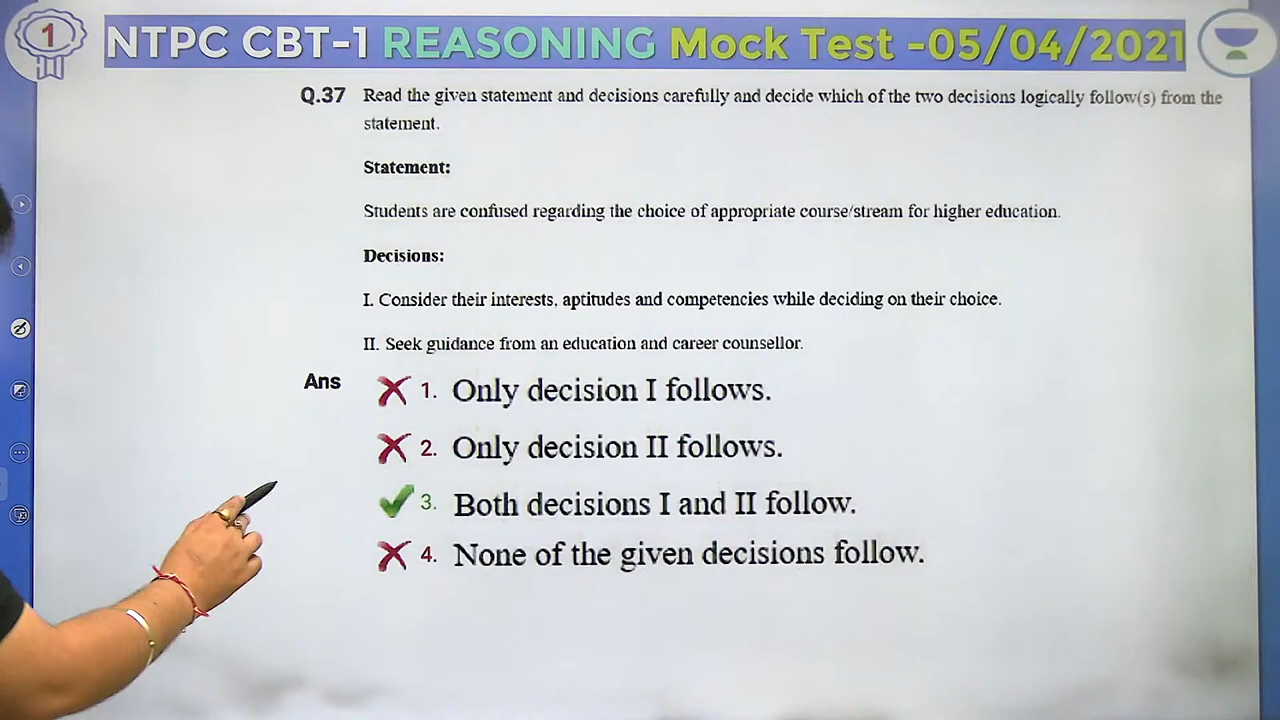 1
NTPC CBT-1 REASONING Mock Test -05/04/2021
Q.37 Read the given statement and decisions carefully and decide which of the two decisions logically follow(s) from the
statement.
Statement:
Students are confused regarding the choice of appropriate course/stream for higher education.
Decisions:
I. Consider their interests, aptitudes and competencies while deciding on their choice.
II. Seek guidance from an education and career counsellor.
Ans
1. Only decision I follows.
2. Only decision II follows.
3. Both decisions I and II follow.
4. None of the given decisions follow.